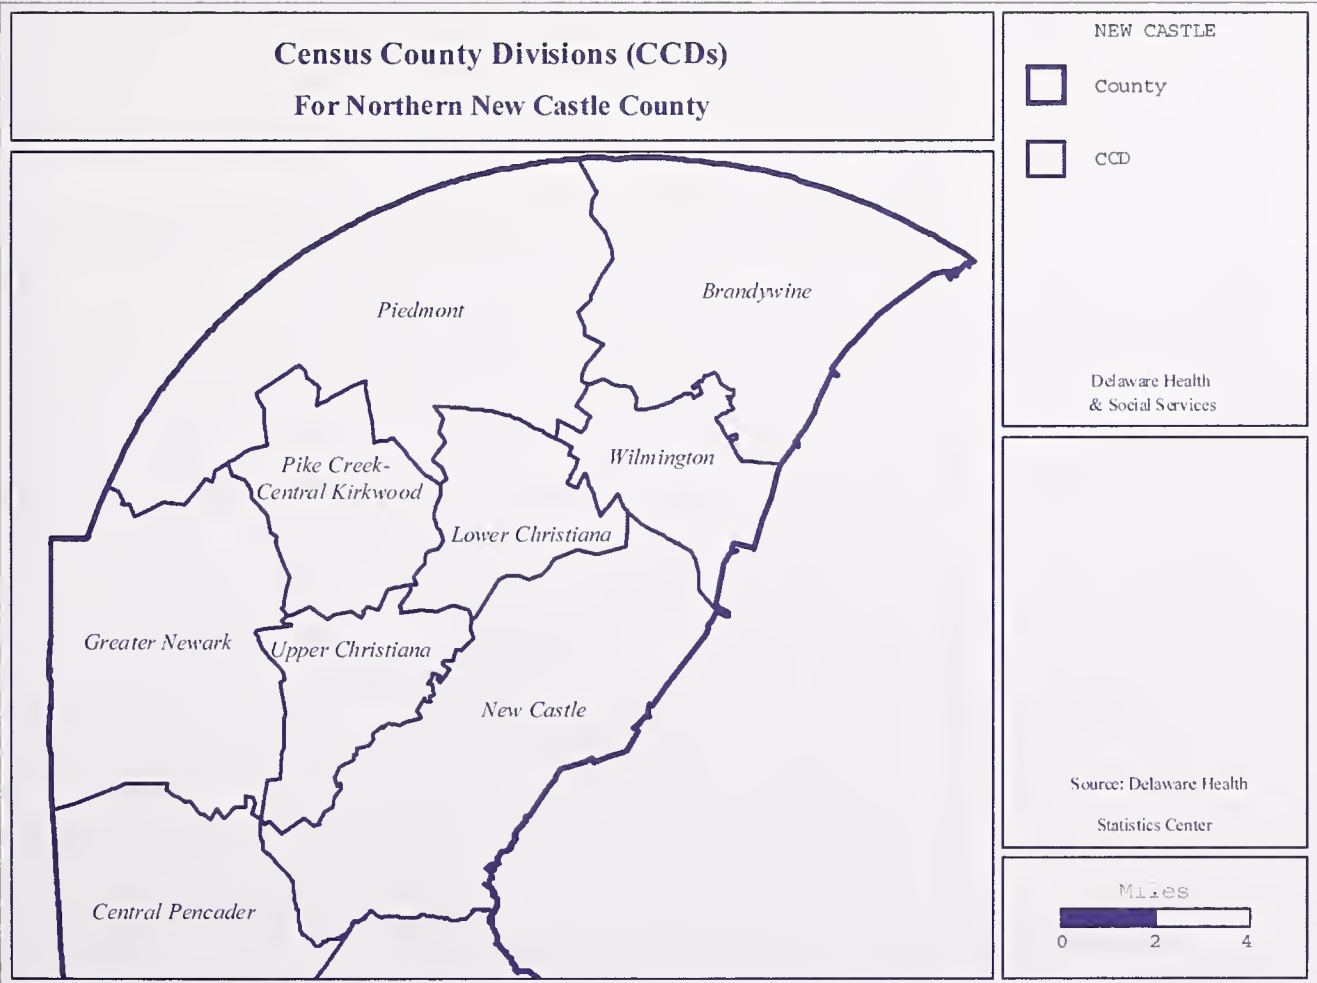 Census County Divisions (CCDs)
For Northern New Castle County
NEW CASTLE
County
CCD
Delaware Health
& Social Services
Brandywine
Piedmont
Wilmington
Pike Creek-
Central Kirkwood
Lower Christiana
Greater Newark
Upper Christiana
New Castle
Central Pencader
Source: Delaware Health
Statistics Center
Miles
0 2 4